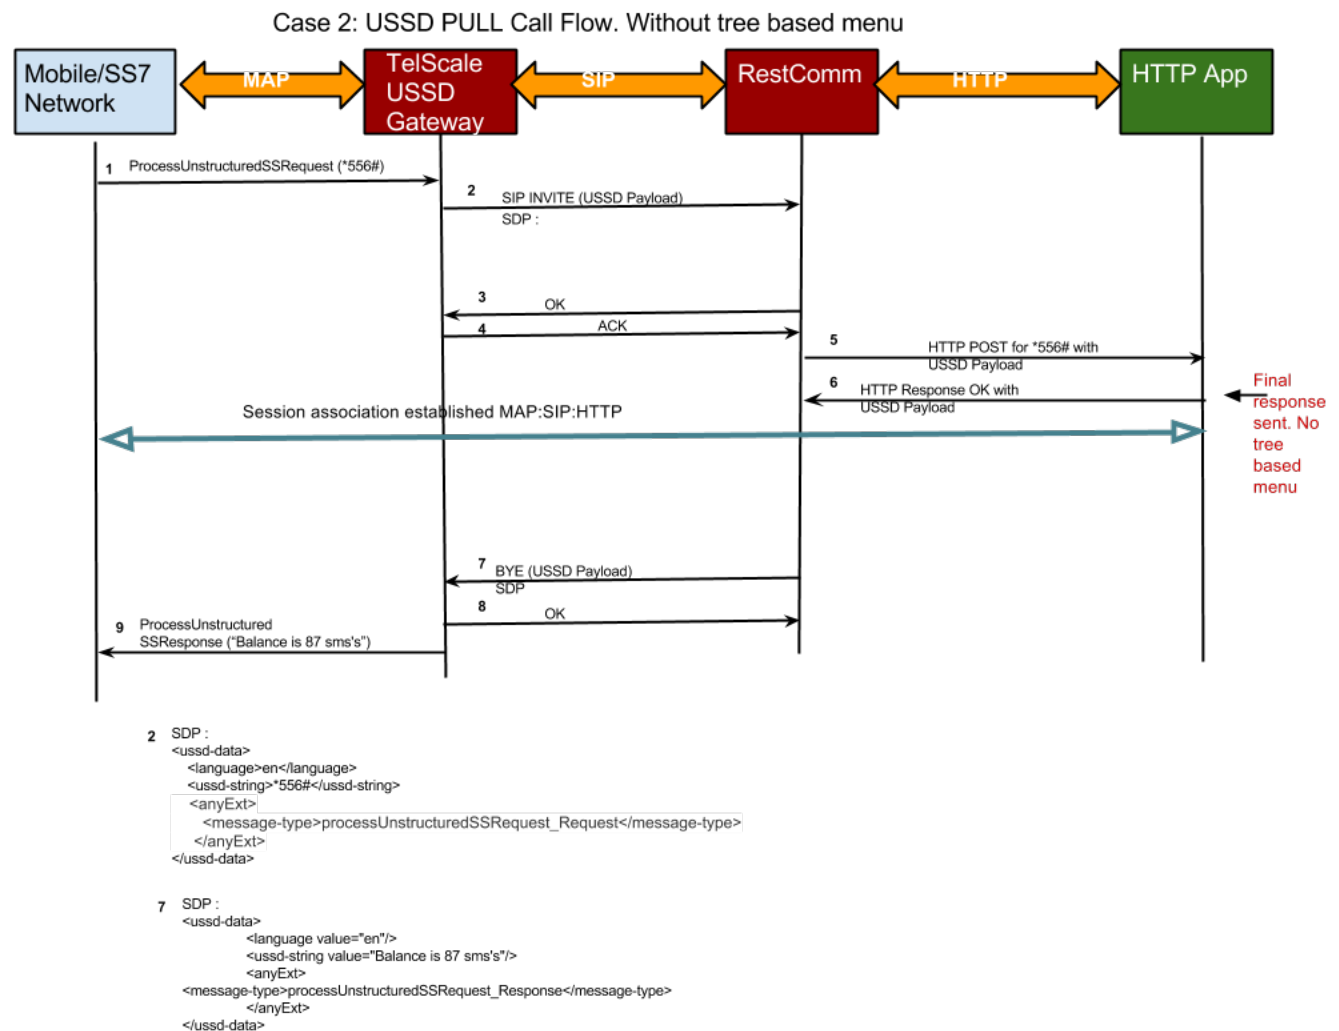 Case 2: USSD PULL Call Flow. Without tree based menu
Mobile/SS7
Network
MAP
TelScale
USSD
Gateway
SIP
RestComm
HTTP
HTTP App
1 ProcessUnstructuredSSRequest (*556#)
2 SIP INVITE (USSD Payload)
SDP :
3 OK
4 ACK
5 HTTP POST for *556# with
USSD Payload
6 HTTP Response OK with
USSD Payload
Final
response
sent. No
tree
based
menu
Session association established MAP:SIP:HTTP
7 BYE (USSD Payload)
SDP
8 OK
9 ProcessUnstructured
SSResponse (“Balance is 87 sms's”)
2 SDP :
<ussd-data>
<language>en</language>
<ussd-string>*556#</ussd-string>
<anyExt>
<message-type>processUnstructuredSSRequest_Request</message-type>
</anyExt>
</ussd-data>
7 SDP :
<ussd-data>
<language value="en"/>
<ussd-string value="Balance is 87 sms's"/>
<anyExt>
<message-type>processUnstructuredSSRequest_Response</message-type>
</anyExt>
</ussd-data>